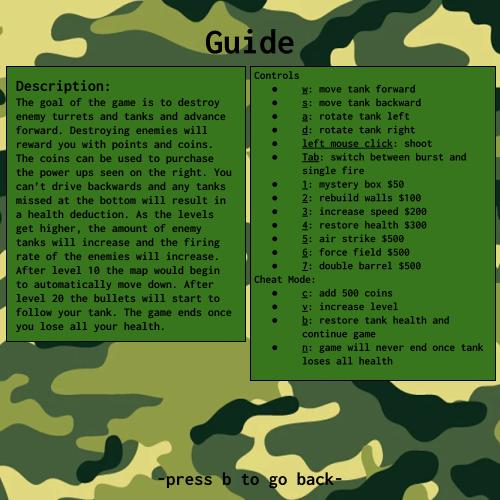 Guide
Description:
The goal of the game is to destroy
enemy turrets and tanks and advance
forward. Destroying enemies will
reward you with points and coins.
The coins can be used to purchase
the power ups seen on the right. You
can't drive backwards and any tanks
missed at the bottom will result in
a health deduction. As the levels
get higher, the amount of enemy
tanks will increase and the firing
rate of the enemies will increase.
After level 10 the map would begin
to automatically move down. After
level 20 the bullets will start to
follow your tank. The game ends once
you lose all your health.
Controls
● w: move tank forward
● s: move tank backward
● a: rotate tank left
● d: rotate tank right
● left mouse click: shoot
● Tab: switch between burst and
single fire
● 1: mystery box $50
● 2: rebuild walls $100
● 3: increase speed $200
● 4: restore health $300
● 5: air strike $500
● 6: force field $500
● 7: double barrel $500
Cheat Mode:
● c: add 500 coins
● v: increase level
● b: restore tank health and
continue game
● n: game will never end once tank
loses all health
-press b to go back-